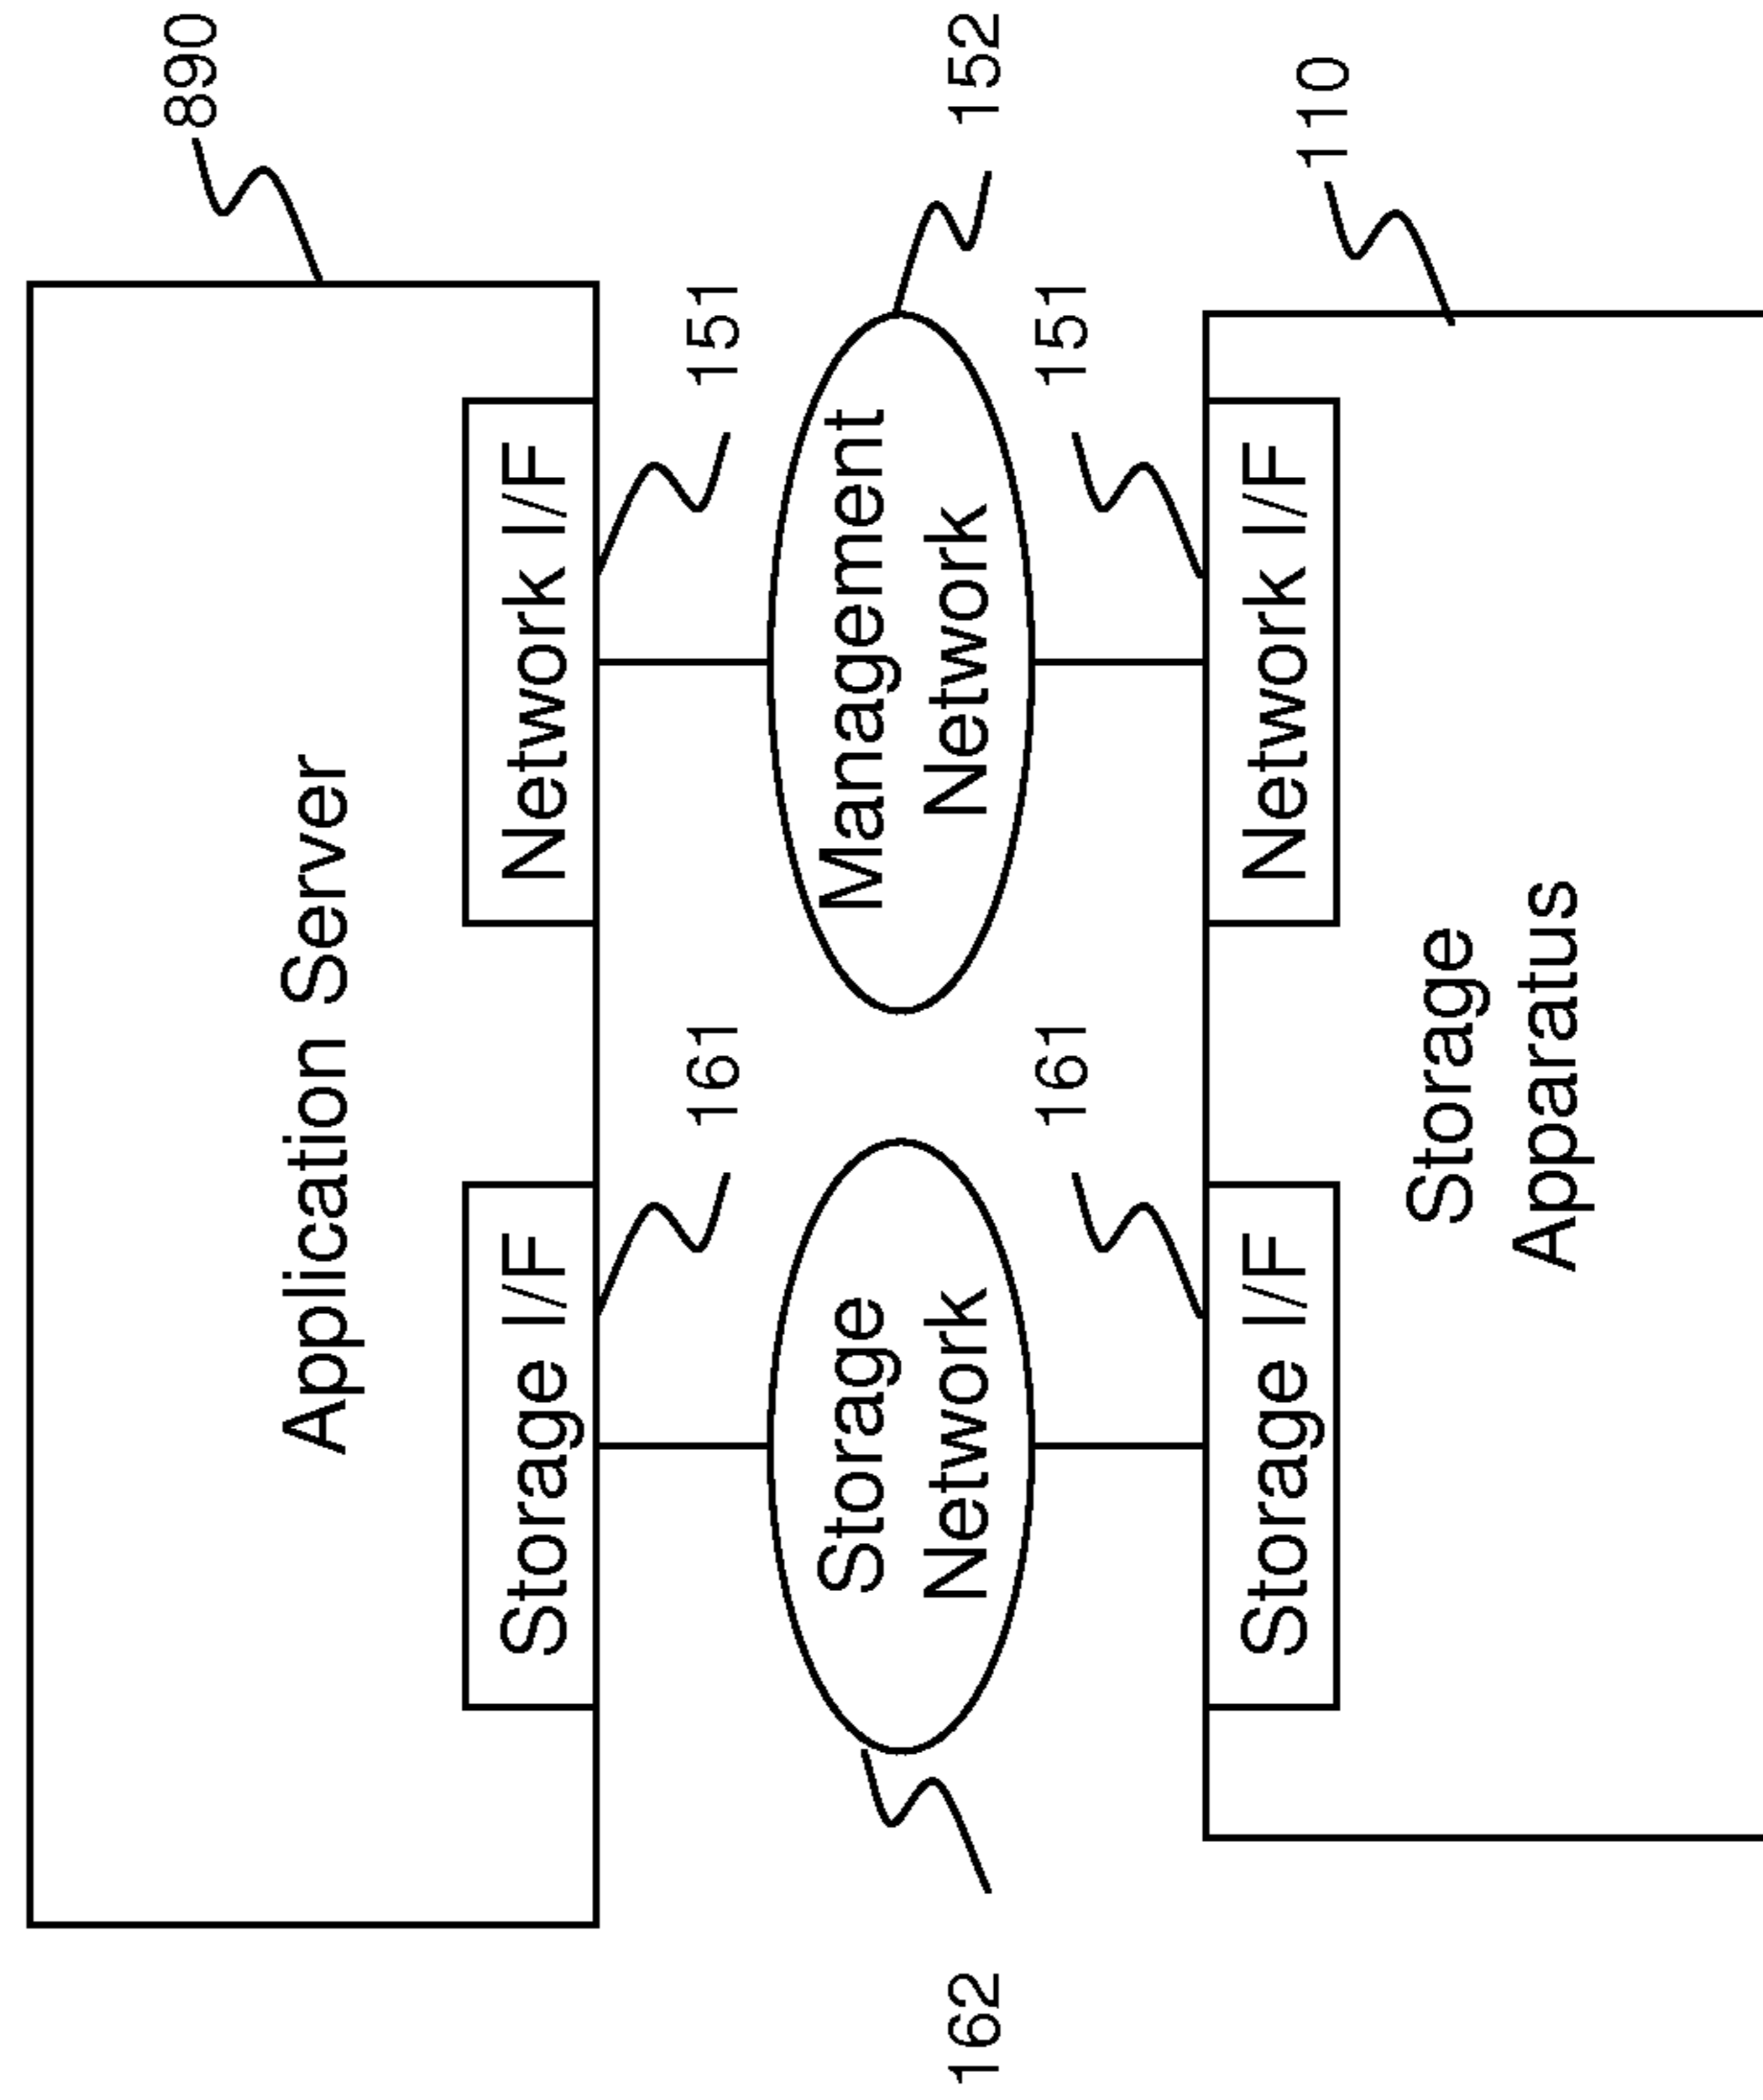 890
Application Server
Storage I/F
Network I/F
161
151
162
Storage
Network
Management
Network
152
161
151
110
Storage I/F
Network I/F
Storage
Apparatus